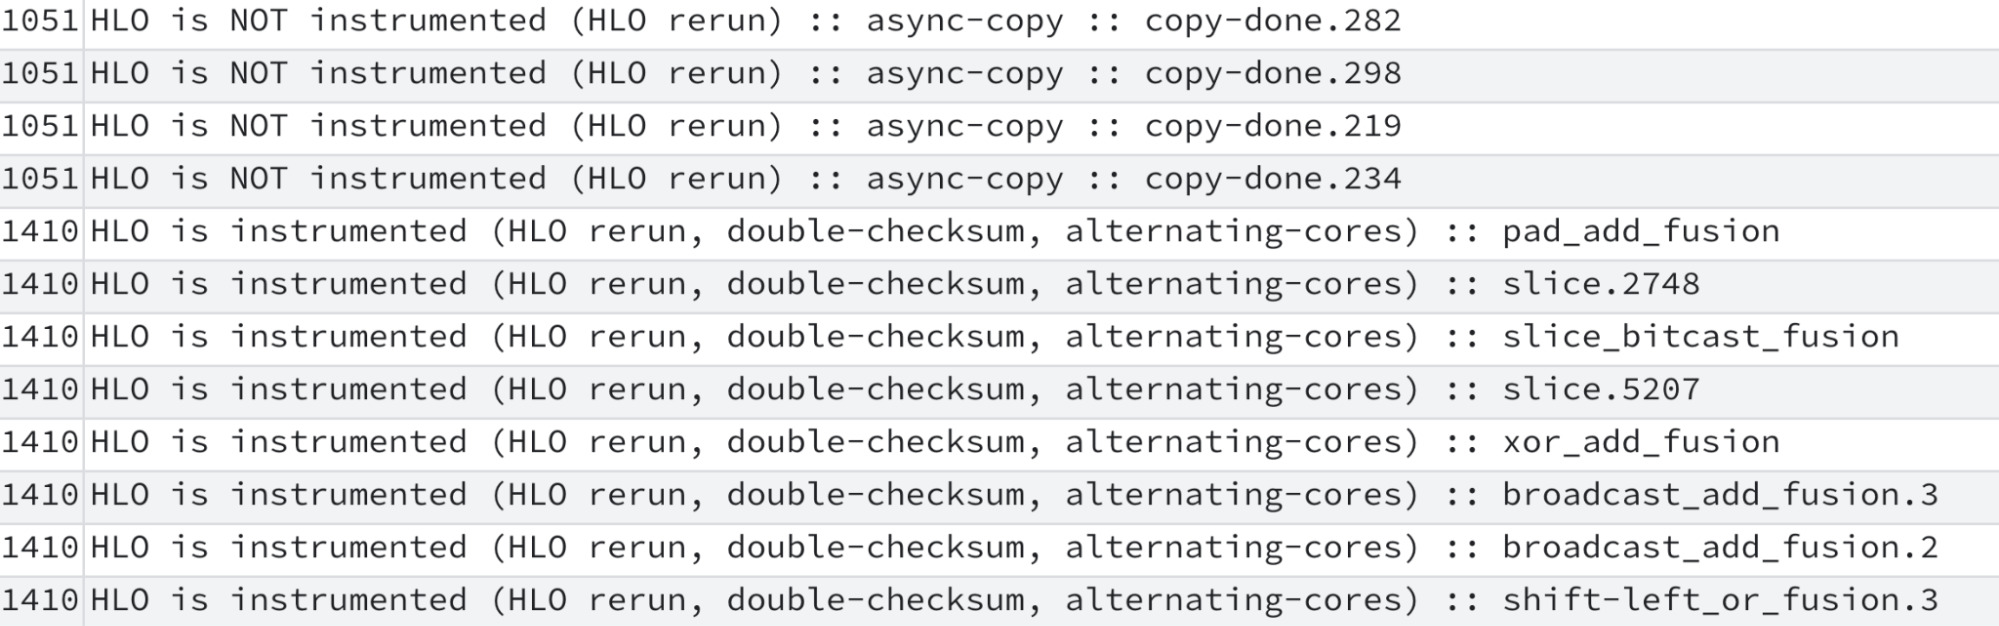 1051 HLO is NOT instrumented (HLO rerun) :: async-copy :: copy-done.282
1051 HLO is NOT instrumented (HLO rerun) :: async-copy :: copy-done.298
1051 HLO is NOT instrumented (HLO rerun) :: async-copy :: copy-done.219
1051 HLO is NOT instrumented (HLO rerun) :: async-copy :: copy-done.234
1410 HLO is instrumented (HLO rerun, double-checksum, alternating-cores) :: pad_add_fusion
1410 HLO is instrumented (HLO rerun, double-checksum, alternating-cores) :: slice.2748
1410 HLO is instrumented (HLO rerun, double-checksum, alternating-cores) :: slice_bitcast_fusion
1410 HLO is instrumented (HLO rerun, double-checksum, alternating-cores) :: slice.5207
1410 HLO is instrumented (HLO rerun, double-checksum, alternating-cores) :: xor_add_fusion
1410 HLO is instrumented (HLO rerun, double-checksum, alternating-cores) :: broadcast_add_fusion.3
1410 HLO is instrumented (HLO rerun, double-checksum, alternating-cores) :: broadcast_add_fusion.2
1410 HLO is instrumented (HLO rerun, double-checksum, alternating-cores) :: shift-left_or_fusion.3